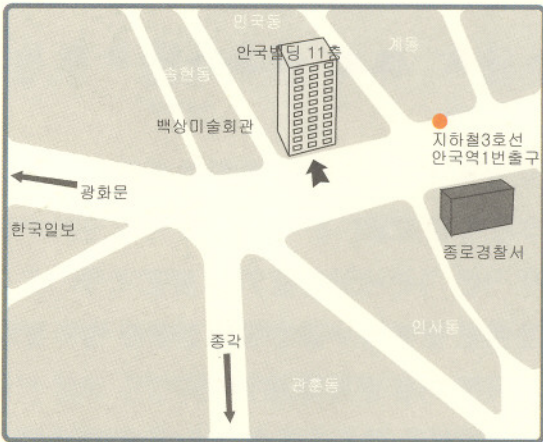 민국동
안국빌딩 11층
계동
송현동
백상미술회관
지하철3호선
안국역1번출구
광화문
한국일보
종로경찰서
인사동
종각
관훈동